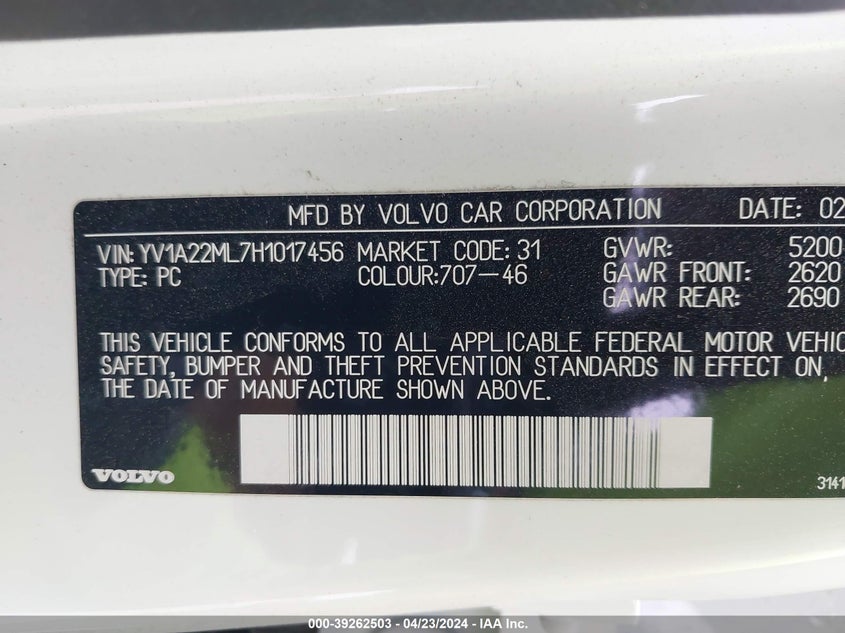 MFD BY VOLVO CAR CORPORATION DATE: 02
VIN: YV1A22ML7H1017456 MARKET CODE: 31 GVWR: 5200
TYPE: PC COLOUR:707-46 GAWR FRONT: 2620
GAWR REAR: 2690
THIS VEHICLE CONFORMS TO ALL APPLICABLE FEDERAL MOTOR VEHIC
SAFETY, BUMPER AND THEFT PREVENTION STANDARDS IN EFFECT ON,
THE DATE OF MANUFACTURE SHOWN ABOVE.
VOLVO 3141
000-39262503 - 04/23/2024 - IAA Inc.